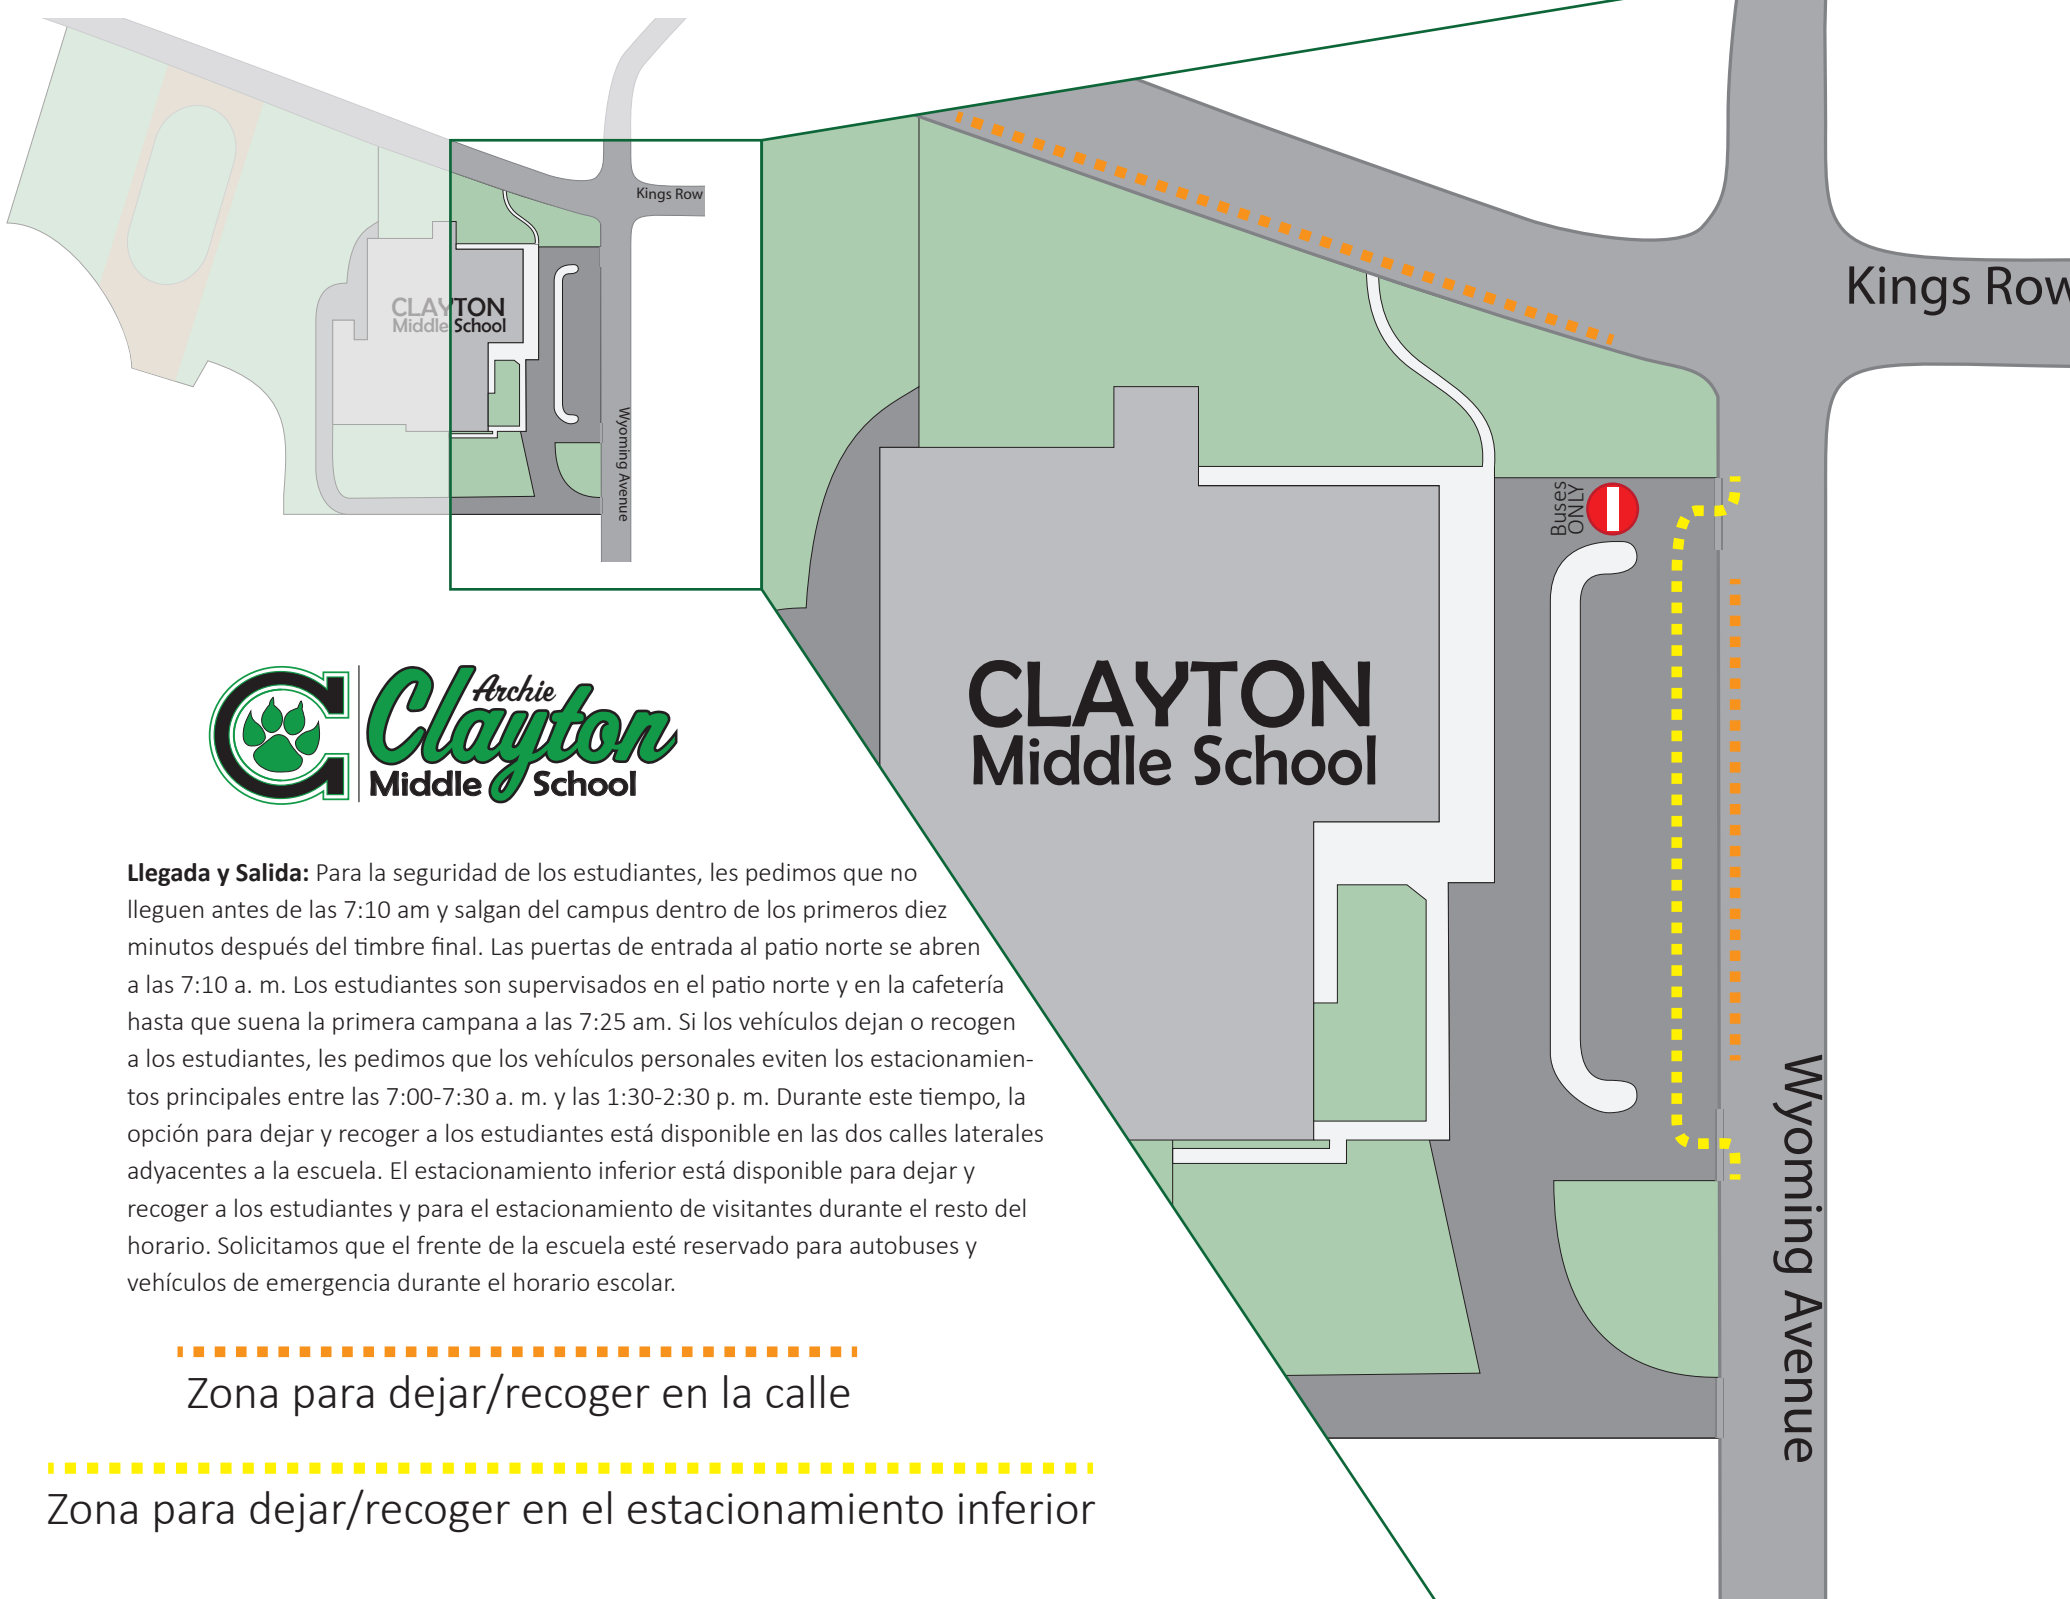 Kings Row
CLAYTON
Middle School
Wyoming Avenue
Kings Row
Buses
ONLY
CLAYTON
Middle School
Wyoming Avenue
C
Archie
Clayton
Middle School
Llegada y Salida: Para la seguridad de los estudiantes, les pedimos que no
lleguen antes de las 7:10 am y salgan del campus dentro de los primeros diez
minutos después del timbre final. Las puertas de entrada al patio norte se abren
a las 7:10 a. m. Los estudiantes son supervisados en el patio norte y en la cafetería
hasta que suena la primera campana a las 7:25 am. Si los vehículos dejan o recogen
a los estudiantes, les pedimos que los vehículos personales eviten los estacionamien-
tos principales entre las 7:00-7:30 a. m. y las 1:30-2:30 p. m. Durante este tiempo, la
opción para dejar y recoger a los estudiantes está disponible en las dos calles laterales
adyacentes a la escuela. El estacionamiento inferior está disponible para dejar y
recoger a los estudiantes y para el estacionamiento de visitantes durante el resto del
horario. Solicitamos que el frente de la escuela esté reservado para autobuses y
vehículos de emergencia durante el horario escolar.
Zona para dejar/recoger en la calle
Zona para dejar/recoger en el estacionamiento inferior